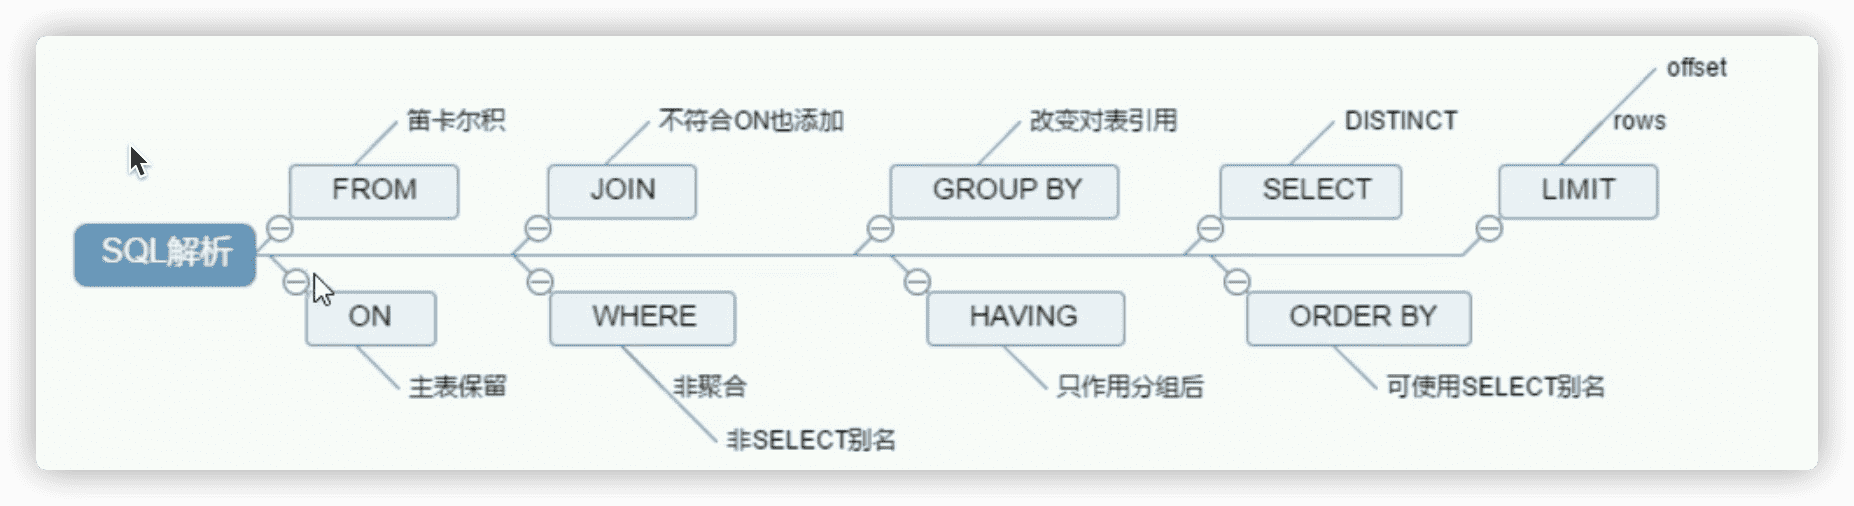 offset
笛卡尔积
不符合ON也添加
改变对表引用
DISTINCT
rows
FROM
JOIN
GROUP BY
SELECT
LIMIT
SQL解析
ON
WHERE
HAVING
ORDER BY
主表保留
非聚合
只作用分组后
可使用SELECT别名
非SELECT别名